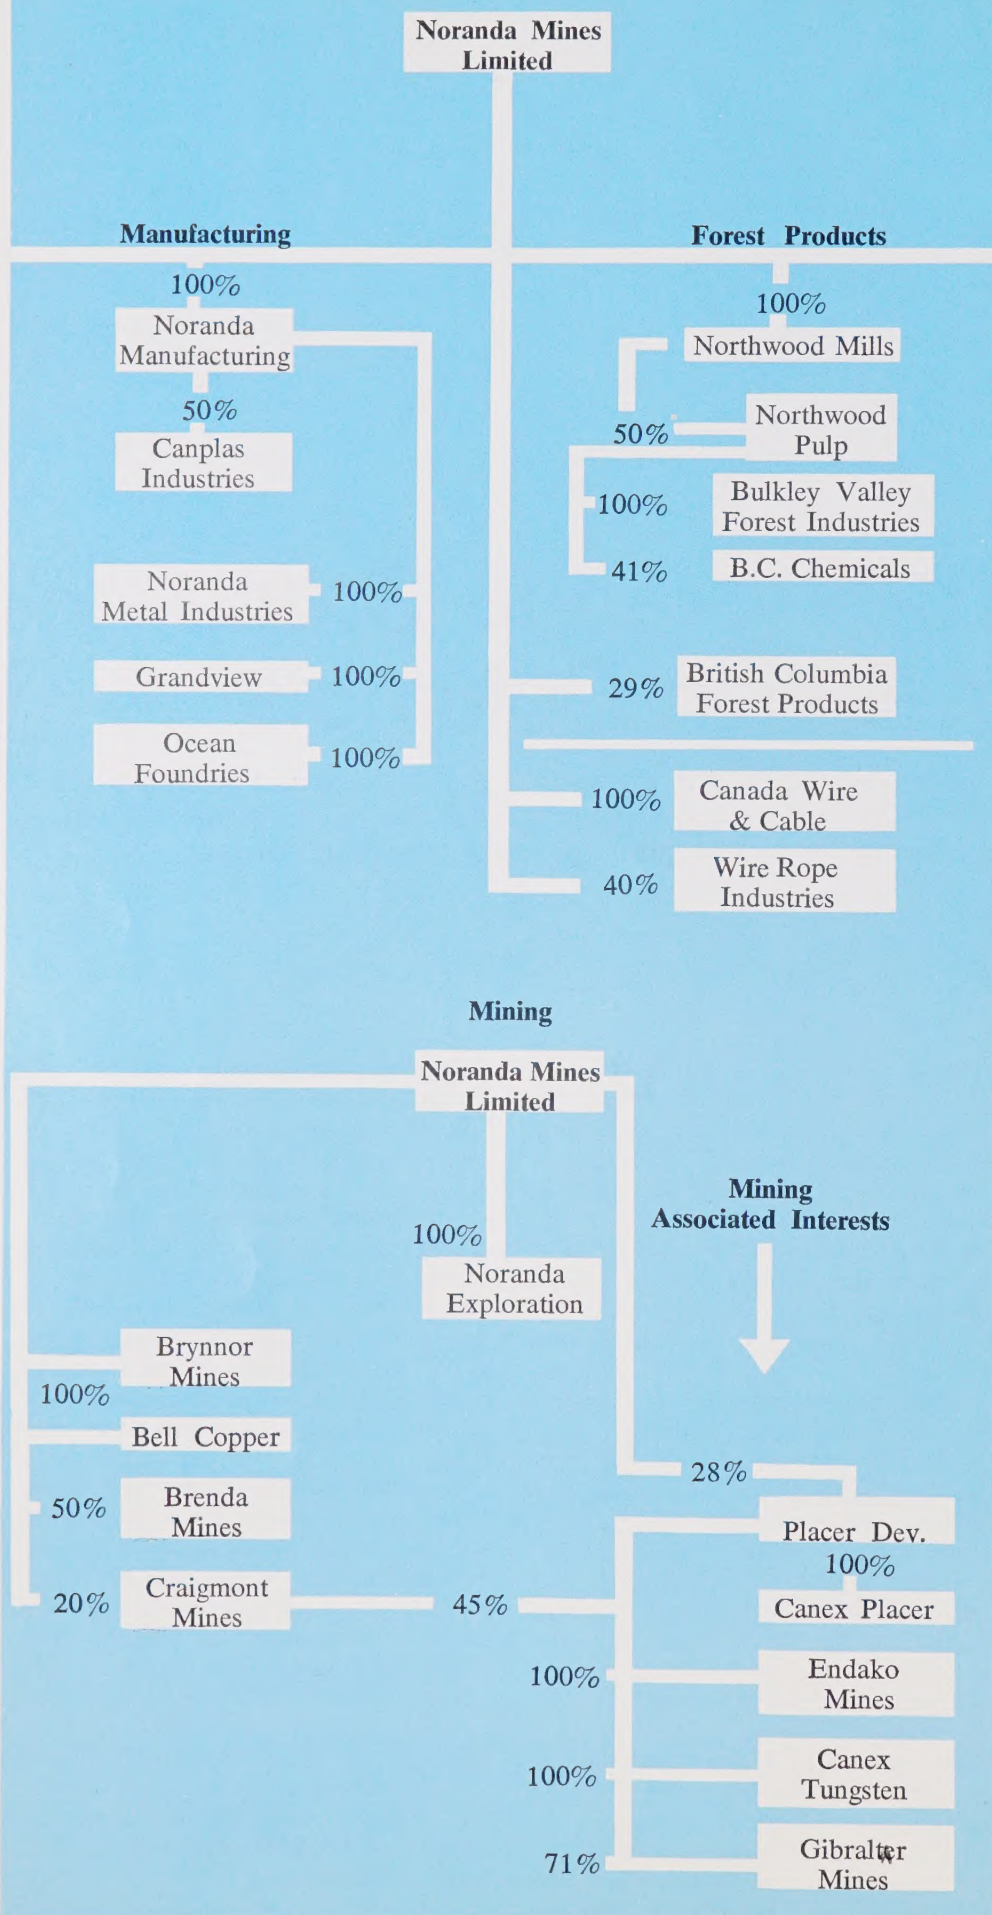 Noranda Mines
Limited
Manufacturing
100%
Noranda
Manufacturing
50%
Canplas
Industries
Noranda
Metal Industries
100%
Grandview
100%
Ocean
Foundries
100%
Forest Products
100%
Northwood Mills
50%
Northwood
Pulp
100%
Bulkley Valley
Forest Industries
41%
B.C. Chemicals
29%
British Columbia
Forest Products
100%
Canada Wire
& Cable
40%
Wire Rope
Industries
Mining
Noranda Mines
Limited
100%
Noranda
Exploration
Mining
Associated Interests
Brynnor
Mines
100%
Bell Copper
50%
Brenda
Mines
20%
Craigmont
Mines
45%
28%
Placer Dev.
100%
Canex Placer
100%
Endako
Mines
100%
Canex
Tungsten
71%
Gibralter
Mines